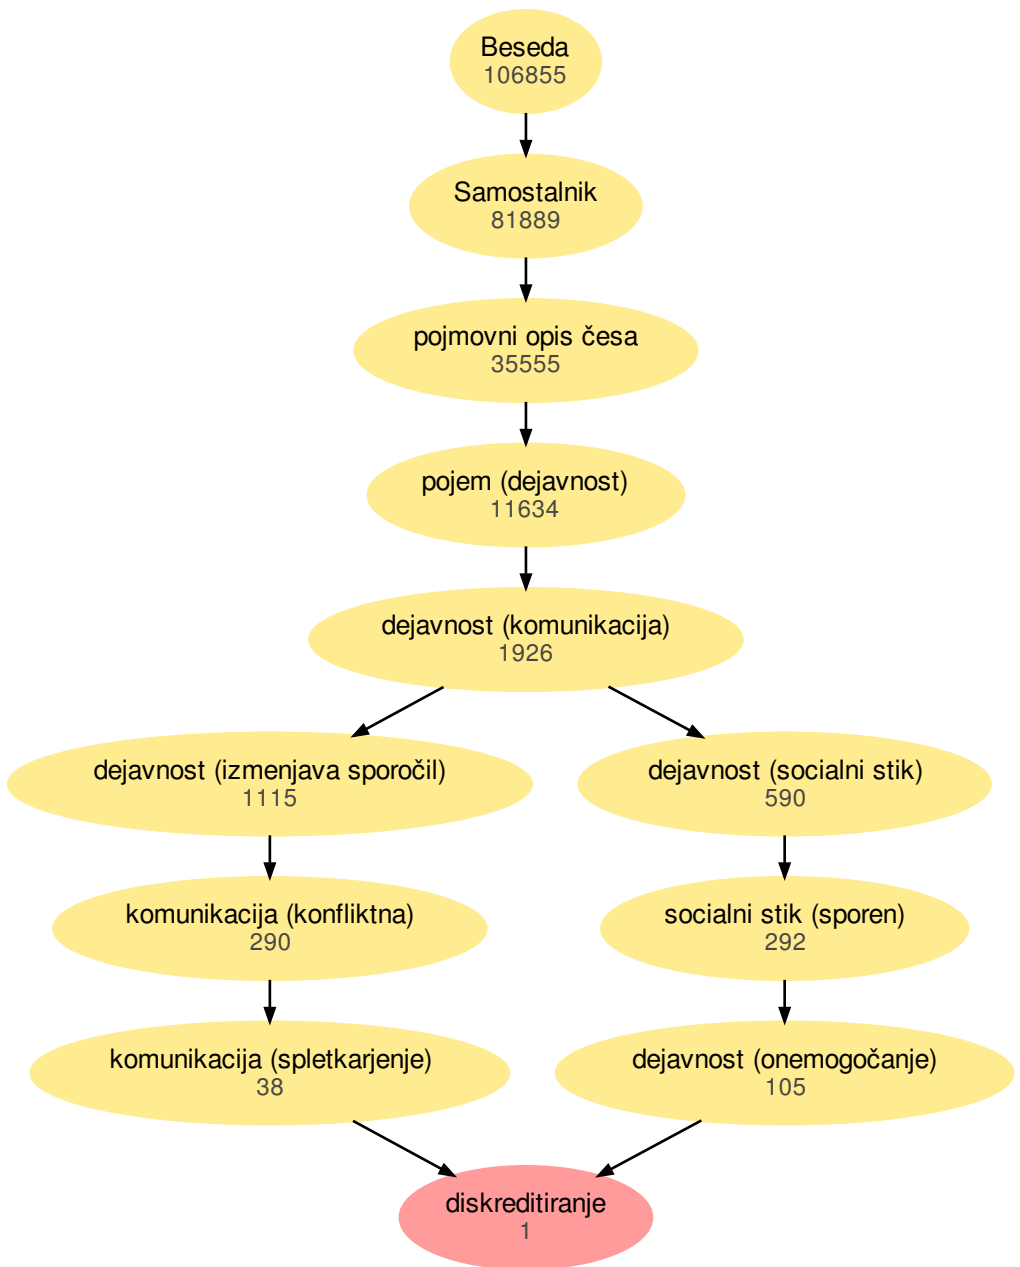 Beseda
106855
Samostalnik
81889
pojmovni opis česa
35555
pojem (dejavnost)
11634
dejavnost (komunikacija)
1926
dejavnost (izmenjava sporočil)
1115
dejavnost (socialni stik)
590
komunikacija (konfliktna)
290
socialni stik (sporen)
292
komunikacija (spletkarjenje)
38
dejavnost (onemogočanje)
105
diskreditiranje
1